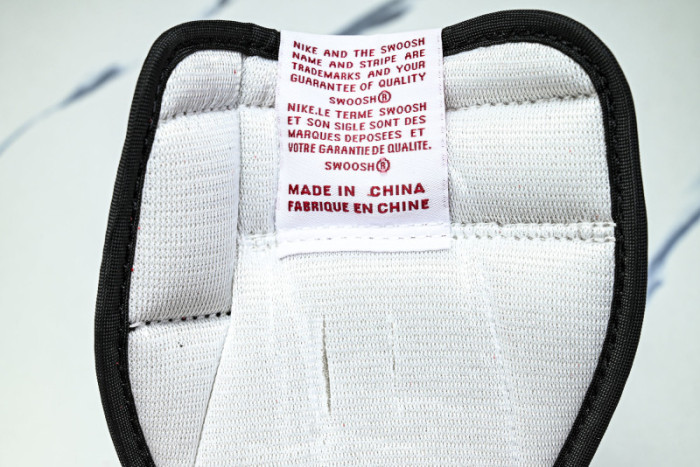 NIKE AND THE SWOOSH
NAME AND STRIPE ARE
TRADEMARKS AND YOUR
GUARANTEE OF QUALITY
SWOOSH®
NIKE.LE TERME SWOOSH
ET SON SIGLE SONT DES
MARQUES DEPOSEES ET
VOTRE GARANTIE DE QUALITE.
SWOOSH®
MADE IN CHINA
FABRIQUE EN CHINE